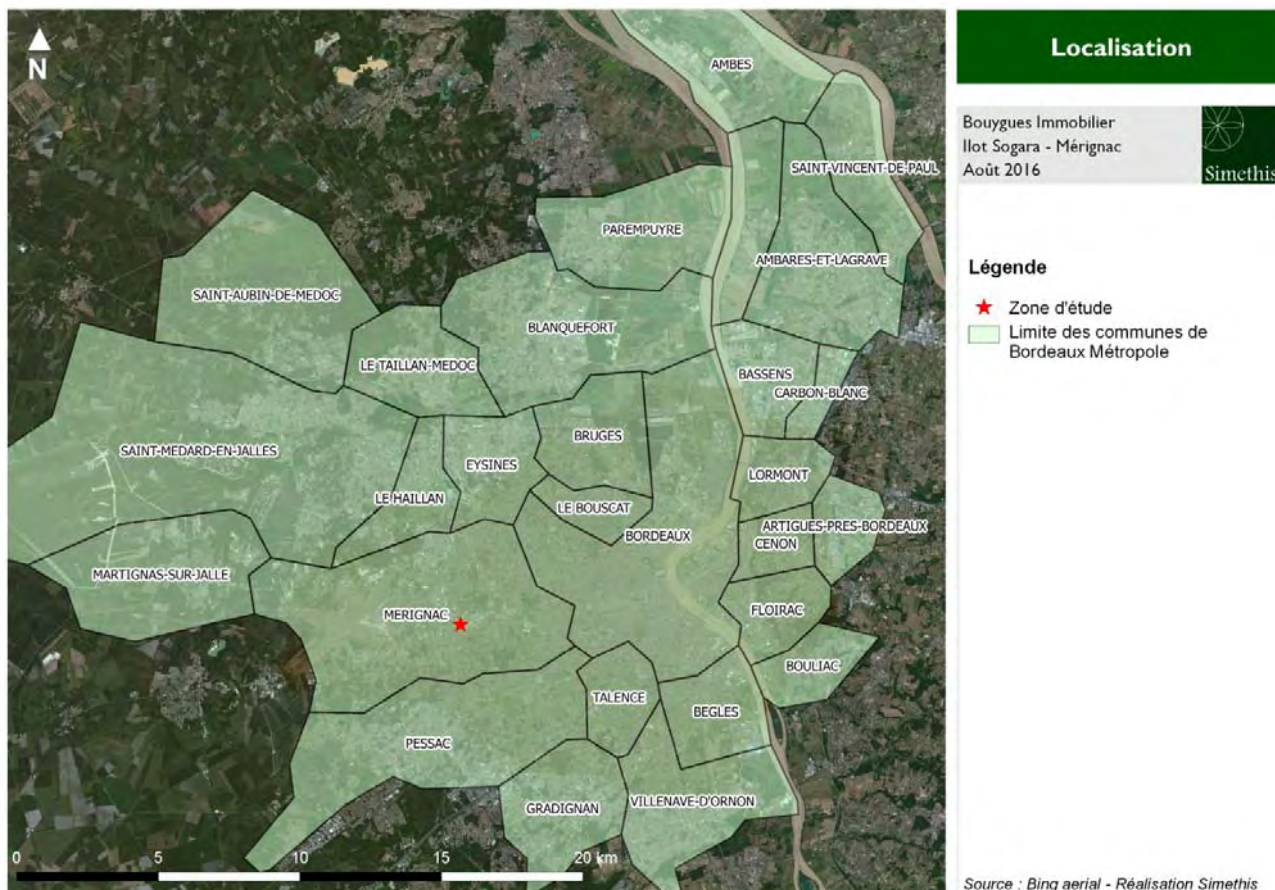 N
AMBES
SAINT-VINCENT-DE-PAUL
PAREMPUYRE
AMBARES-ET-LAGRAVE
SAINT-AUBIN-DE-MEDOC
BLANQUEFORT
LE TAILLAN-MEDOC
BASSENS
CARBON-BLANC
BRUGES
SAINT-MEDARD-EN-JALLES
EYSINES
LORMONT
LE HAILLAN
LE BOUSCAT
ARTIGUES-PRES-BORDEAUX
BORDEAUX
CENON
MARTIGNAS-SUR-JALLE
FLOIRAC
MERIGNAC
BOULIAC
TALENCE
BEGLES
PESSAC
VILLENAVE-D'ORNON
GRADIGNAN
0 5 10 15 20 km
Localisation
Bouygues Immobilier
Ilot Sogara - Mérignac
Août 2016
Simethis
Légende
Zone d'étude
Limite des communes de
Bordeaux Métropole
Source : Bing aerial - Réalisation Simethis